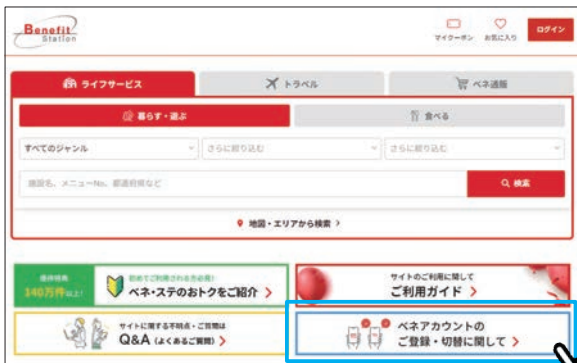 Benefit
Station
マイクーポン
お気に入り
ログイン
ライフサービス
トラベル
ベネ通販
暮らす・遊ぶ
食べる
すべてのジャンル
さらに絞り込む
さらに絞り込む
施設名、メニューNo、都道府県など
検索
地図・エリアから検索
優待特典
140万件以上!
初めてご利用される方必見!
ベネ・ステのおトクをご紹介
サイトのご利用に関して
ご利用ガイド
サイトに関する不明点・ご質問は
Q&A（よくあるご質問）
ベネアカウントの
ご登録・切替に関して